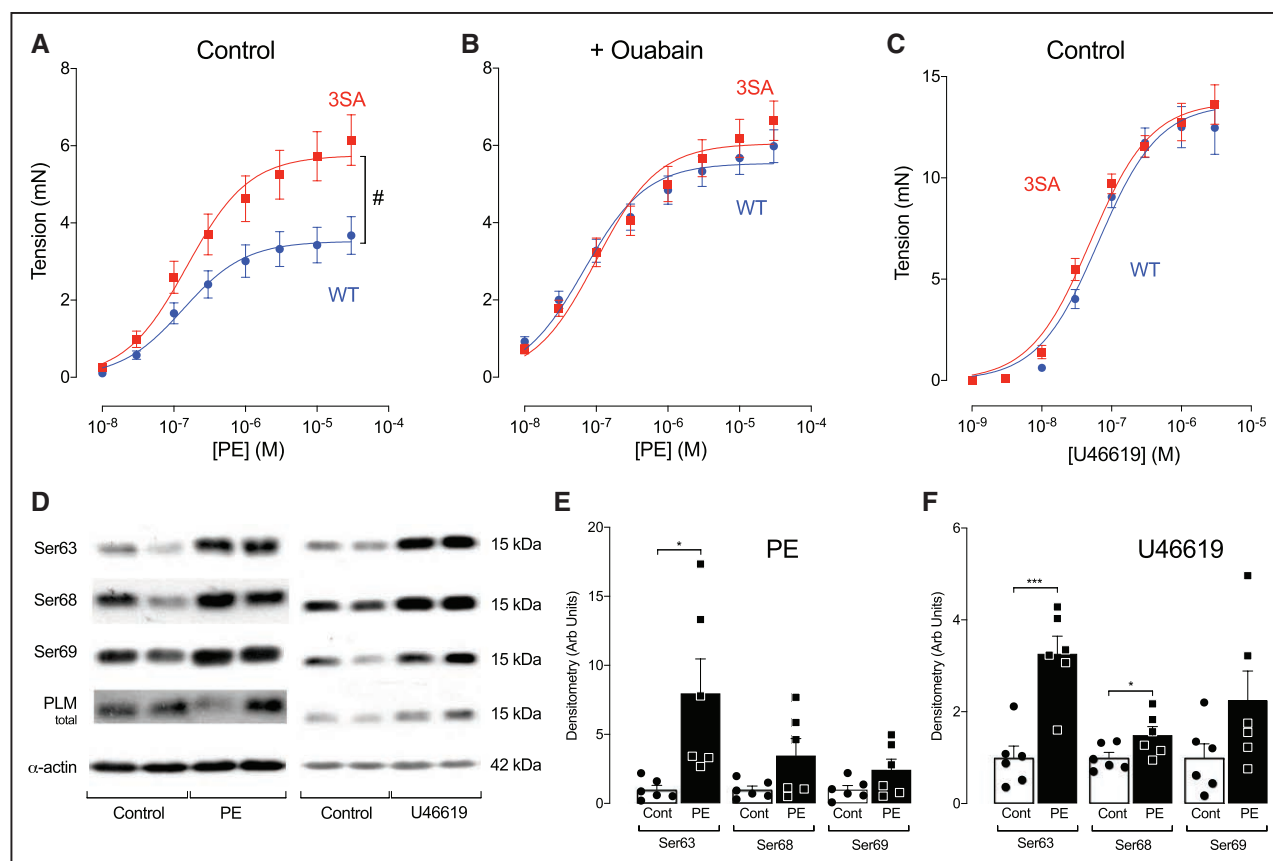 A
Control
8
6
4
2
0
Tension (mN)
3SA
#
WT
10-8
10-7
10-6
10-5
10-4
[PE] (M)
B
+ Ouabain
8
6
4
2
0
3SA
WT
10-8
10-7
10-6
10-5
10-4
[PE] (M)
C
Control
15
10
5
0
Tension (mN)
3SA
WT
10-9
10-8
10-7
10-6
10-5
[U46619] (M)
D
Ser63
15 kDa
Ser68
15 kDa
Ser69
15 kDa
PLM
total
15 kDa
α-actin
42 kDa
Control
PE
Control
U46619
E
PE
20
15
10
5
0
Densitometry (Arb Units)
*
Cont
PE
Cont
PE
Cont
PE
Ser63
Ser68
Ser69
F
U46619
6
4
2
0
Densitometry (Arb Units)
***
*
Cont
PE
Cont
PE
Cont
PE
Ser63
Ser68
Ser69